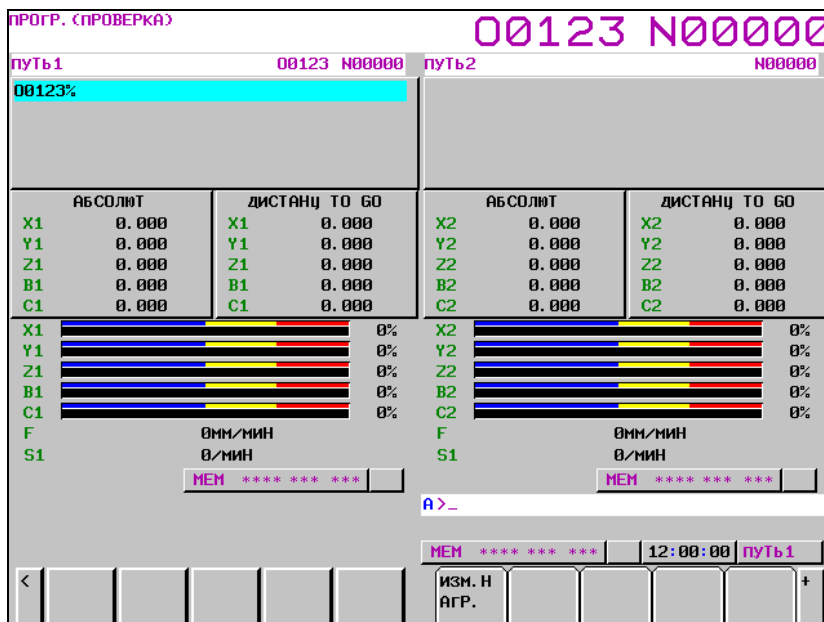 ПРОГР.(ПРОВЕРКА)
O0123 N00000
ПУТЬ1 O0123 N00000
ПУТЬ2 N00000
O0123%
АБСОЛЮТ ДИСТАНЦ TO GO
X1 0.000 X1 0.000
Y1 0.000 Y1 0.000
Z1 0.000 Z1 0.000
B1 0.000 B1 0.000
C1 0.000 C1 0.000
АБСОЛЮТ ДИСТАНЦ TO GO
X2 0.000 X2 0.000
Y2 0.000 Y2 0.000
Z2 0.000 Z2 0.000
B2 0.000 B2 0.000
C2 0.000 C2 0.000
X1 0%
Y1 0%
Z1 0%
B1 0%
C1 0%
F 0ММ/МИН
S1 0/МИН
MEM **** *** ***
X2 0%
Y2 0%
Z2 0%
B2 0%
C2 0%
F 0ММ/МИН
S1 0/МИН
MEM **** *** ***
A>_
MEM **** *** *** 12:00:00 ПУТЬ1
<
ИЗМ.Н
АГР.
+